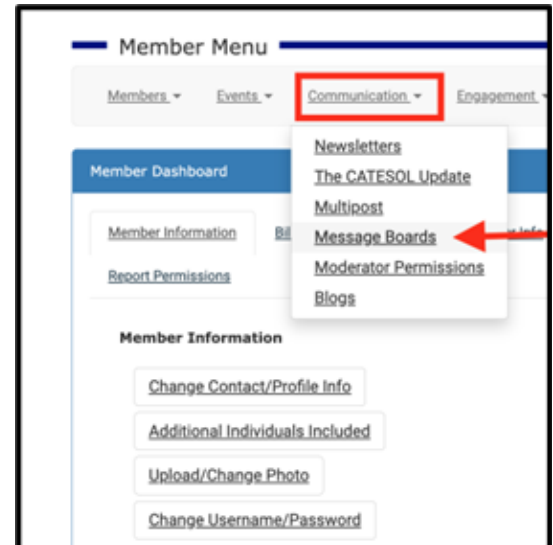 Member Menu
Members Events Communication Engagement
Newsletters
Member Dashboard
The CATESOL Update
Multipost
Member Information Message Boards Info
Report Permissions Moderator Permissions
Blogs
Member Information
Change Contact/Profile Info
Additional Individuals Included
Upload/Change Photo
Change Username/Password